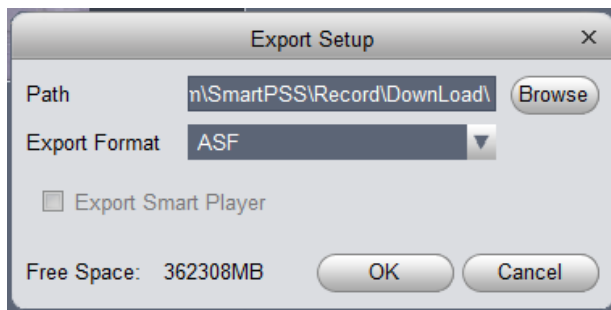 Export Setup
Path n\SmartPSS\Record\DownLoad\ Browse
Export Format ASF
Export Smart Player
Free Space: 362308MB OK Cancel